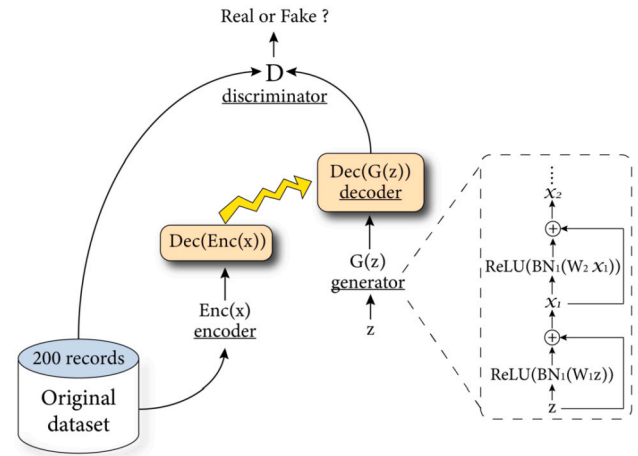 Real or Fake ?
D
discriminator
Dec(G(z))
decoder
Dec(Enc(x))
G(z)
generator
z
Enc(x)
encoder
200 records
Original
dataset
⋮
x₂
+
ReLU(BN₁(W₂ x₁))
x₁
+
ReLU(BN₁(W₁z))
z